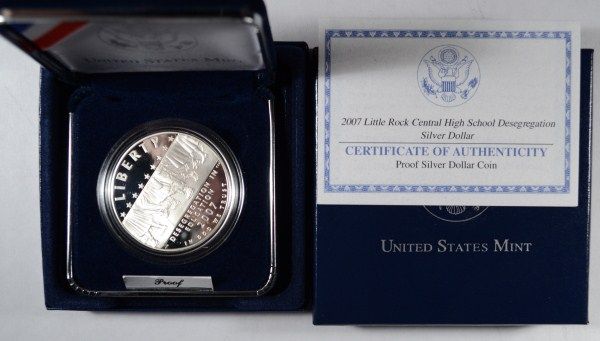 UNITED STATES MINT
LIBERTY
DESEGREGATION IN
EDUCATION
2007
IN GOD WE TRUST
Proof
2007 Little Rock Central High School Desegregation
Silver Dollar
CERTIFICATE OF AUTHENTICITY
Proof Silver Dollar Coin
UNITED STATES MINT